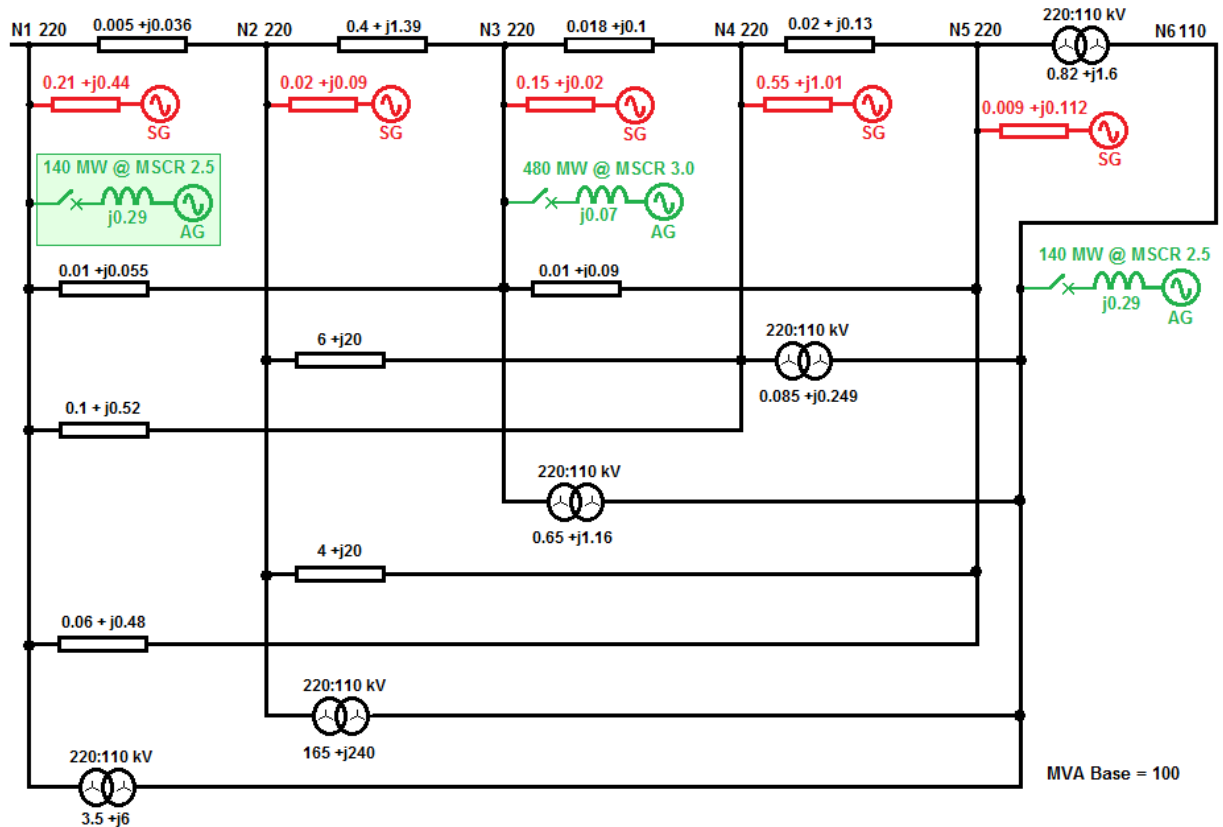 N1 220
0.005 +j0.036
N2 220
0.4 + j1.39
N3 220
0.018 +j0.1
N4 220
0.02 + j0.13
N5 220
220:110 kV
N6 110
0.82 +j1.6
0.21 +j0.44
SG
0.02 +j0.09
SG
0.15 +j0.02
SG
0.55 +j1.01
SG
0.009 +j0.112
SG
140 MW @ MSCR 2.5
j0.29
AG
480 MW @ MSCR 3.0
j0.07
AG
140 MW @ MSCR 2.5
j0.29
AG
0.01 +j0.055
0.01 +j0.09
6 +j20
220:110 kV
0.085 +j0.249
0.1 + j0.52
220:110 kV
0.65 +j1.16
4 +j20
0.06 + j0.48
220:110 kV
165 +j240
220:110 kV
3.5 +j6
MVA Base = 100